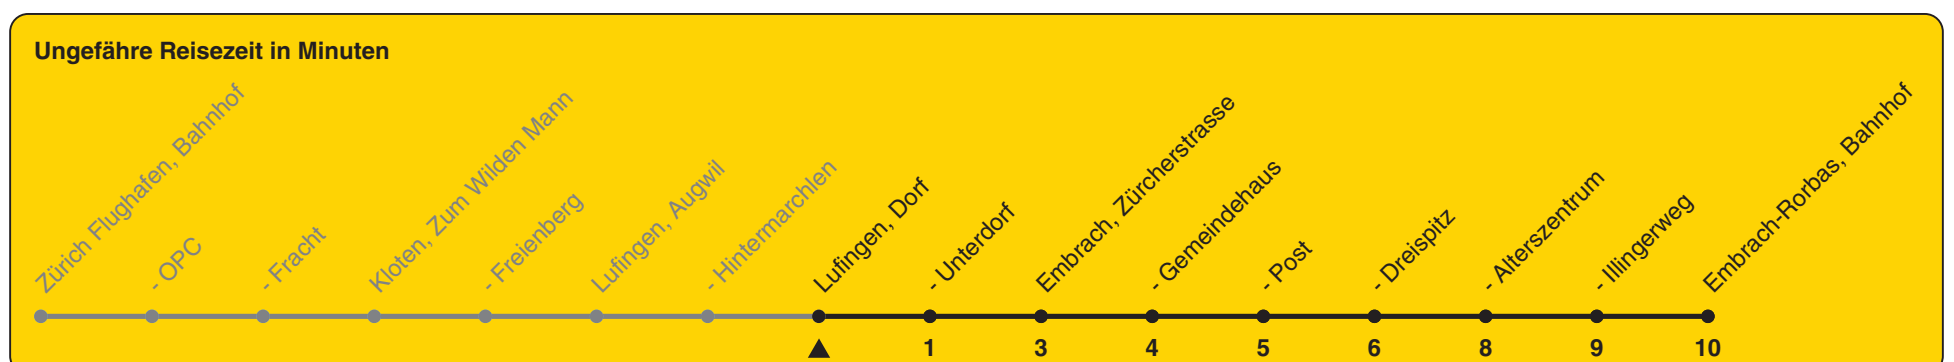 Ungefähre Reisezeit in Minuten
Zürich Flughafen, Bahnhof
- OPC
- Fracht
Kloten, Zum Wilden Mann
- Freienberg
Lufingen, Augwil
- Hintermarchlen
Lufingen, Dorf
- Unterdorf
Embrach, Zürcherstrasse
- Gemeindehaus
- Post
- Dreispitz
- Alterszentrum
- Illingerweg
Embrach-Rorbas, Bahnhof
1 3 4 5 6 8 9 10